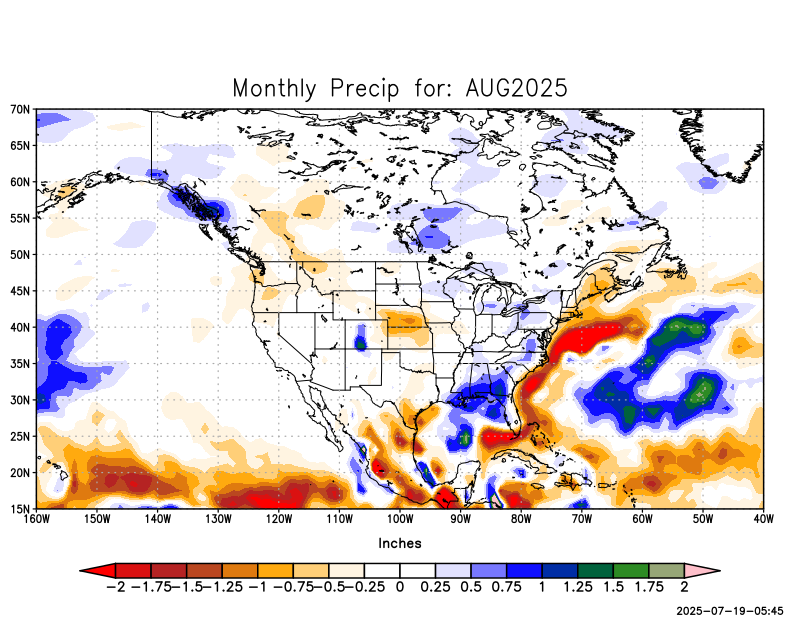 Monthly Precip for: AUG2025
70N
65N
60N
55N
50N
45N
40N
35N
30N
25N
20N
15N
160W 150W 140W 130W 120W 110W 100W 90W 80W 70W 60W 50W 40W
Inches
-2 -1.75 -1.5 -1.25 -1 -0.75 -0.5 -0.25 0 0.25 0.5 0.75 1 1.25 1.5 1.75 2
2025-07-19-05:45